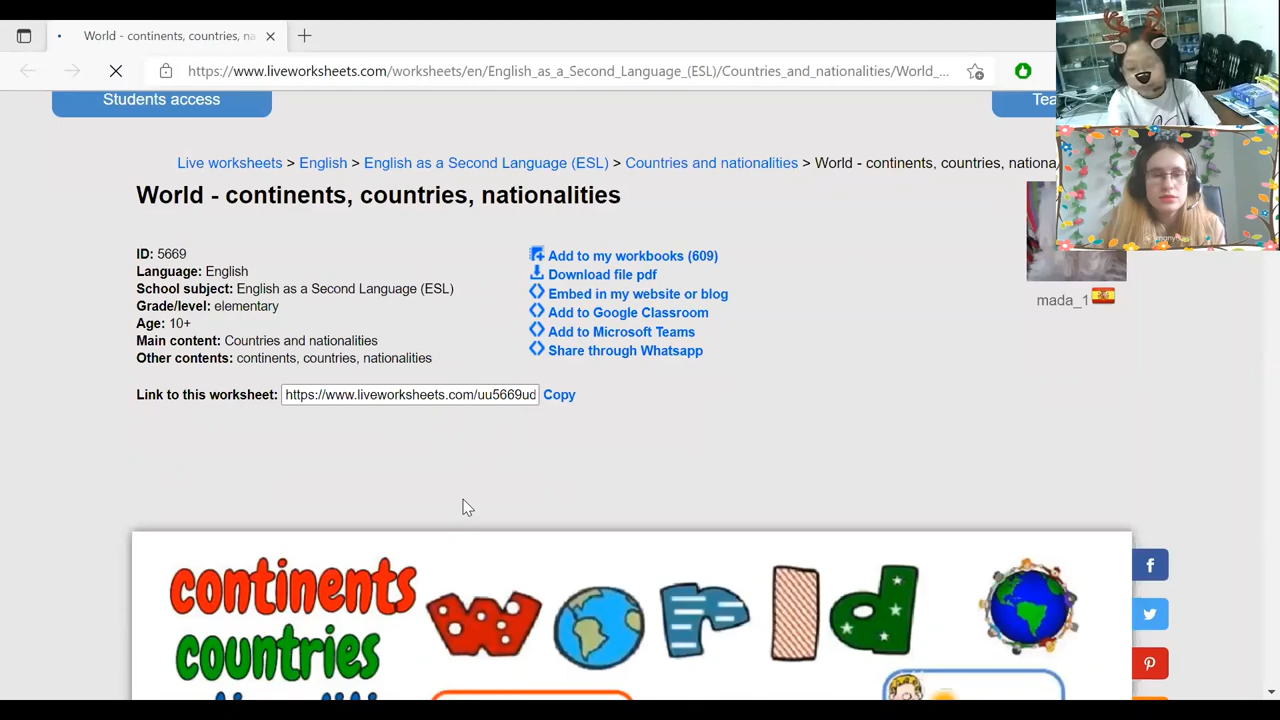 World - continents, countries, na
https://www.liveworksheets.com/worksheets/en/English_as_a_Second_Language_(ESL)/Countries_and_nationalities/World_...
Students access
Tea
Live worksheets > English > English as a Second Language (ESL) > Countries and nationalities > World - continents, countries, nationa
World - continents, countries, nationalities
ID: 5669
Language: English
School subject: English as a Second Language (ESL)
Grade/level: elementary
Age: 10+
Main content: Countries and nationalities
Other contents: continents, countries, nationalities
Add to my workbooks (609)
Download file pdf
Embed in my website or blog
Add to Google Classroom
Add to Microsoft Teams
Share through Whatsapp
mada_1
Link to this worksheet: https://www.liveworksheets.com/uu5669ud Copy
continents
world
countries